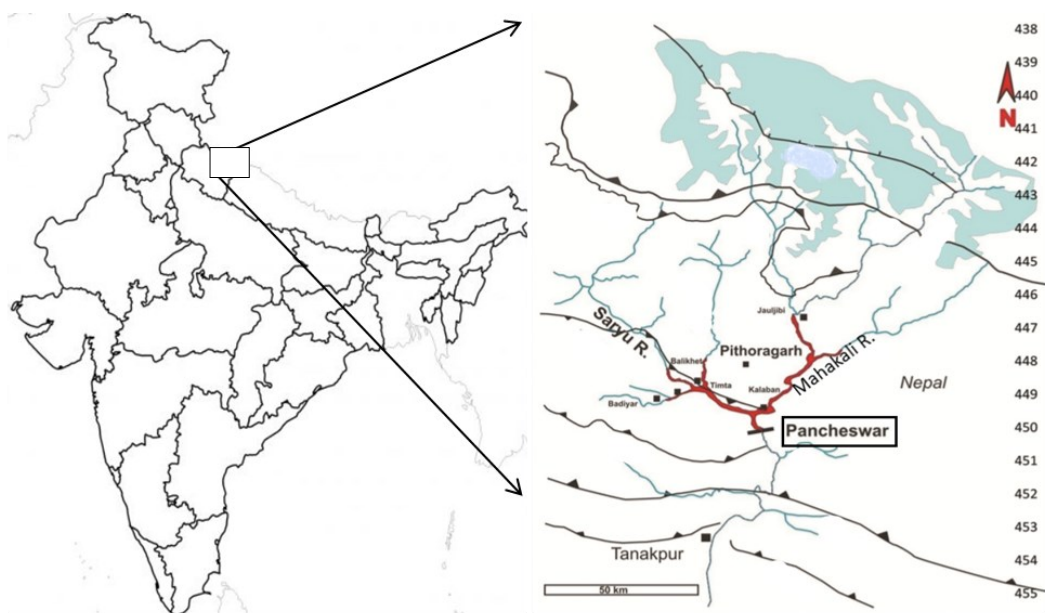 438
439
440
N
441
442
443
444
445
446
Jauljibi
447
Saryu R.
Pithoragarh
Mahakali R.
448
Balikhet
Timta
Kalaban
Nepal
449
Badiyar
450
Pancheswar
451
452
453
Tanakpur
454
50 km
455